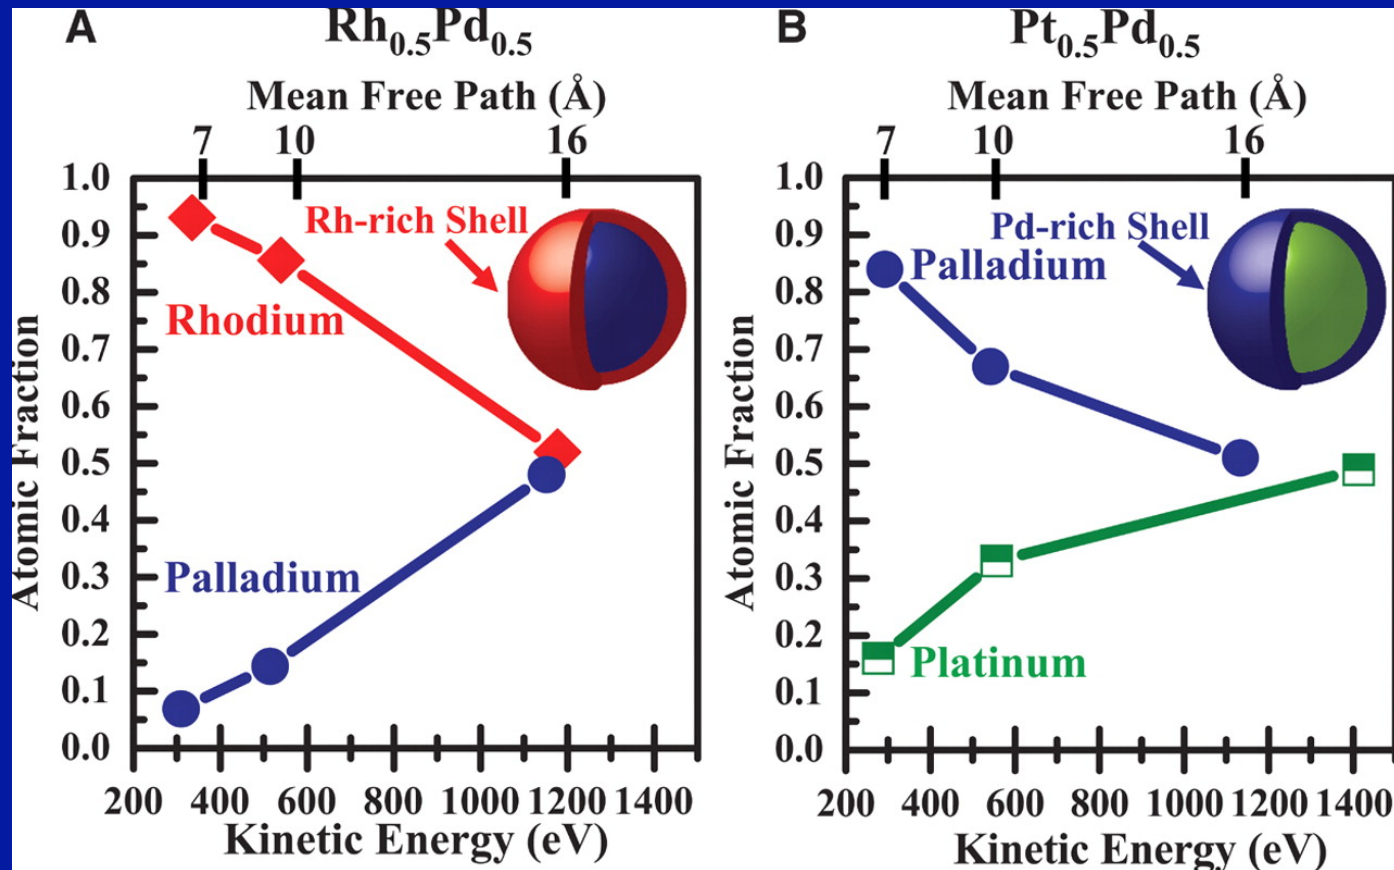 A
Rh0.5Pd0.5
Mean Free Path (Å)
7 10 16
1.0
0.9
0.8
0.7
0.6
0.5
0.4
0.3
0.2
0.1
0.0
Atomic Fraction
Rh-rich Shell
Rhodium
Palladium
200 400 600 800 1000 1200 1400
Kinetic Energy (eV)
B
Pt0.5Pd0.5
Mean Free Path (Å)
7 10 16
1.0
0.9
0.8
0.7
0.6
0.5
0.4
0.3
0.2
0.1
0.0
Atomic Fraction
Pd-rich Shell
Palladium
Platinum
200 400 600 800 1000 1200 1400
Kinetic Energy (eV)